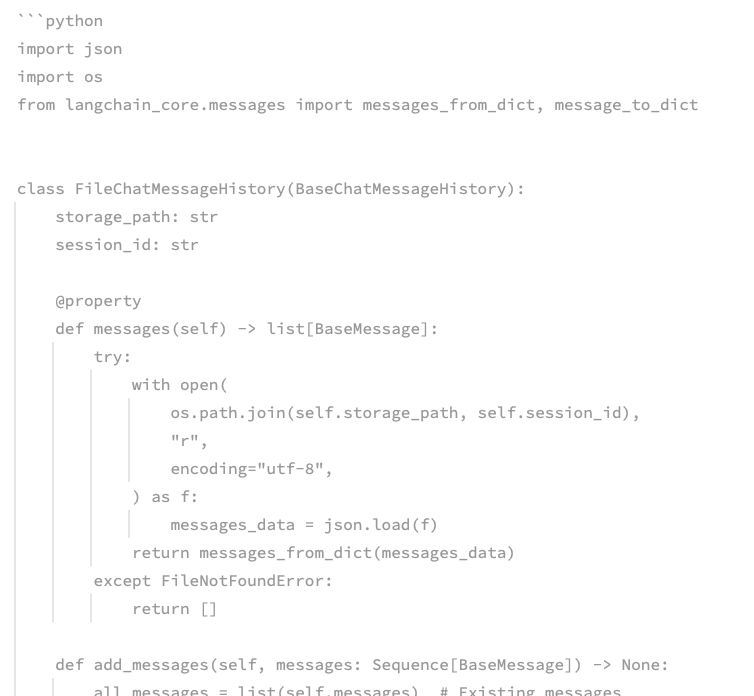 ```python
import json
import os
from langchain_core.messages import messages_from_dict, message_to_dict
class FileChatMessageHistory(BaseChatMessageHistory):
    storage_path: str
    session_id: str
    @property
    def messages(self) -> list[BaseMessage]:
        try:
            with open(
                os.path.join(self.storage_path, self.session_id),
                "r",
                encoding="utf-8",
            ) as f:
                messages_data = json.load(f)
            return messages_from_dict(messages_data)
        except FileNotFoundError:
            return []
    def add_messages(self, messages: Sequence[BaseMessage]) -> None:
        all_messages = list(self.messages)  # Existing messages